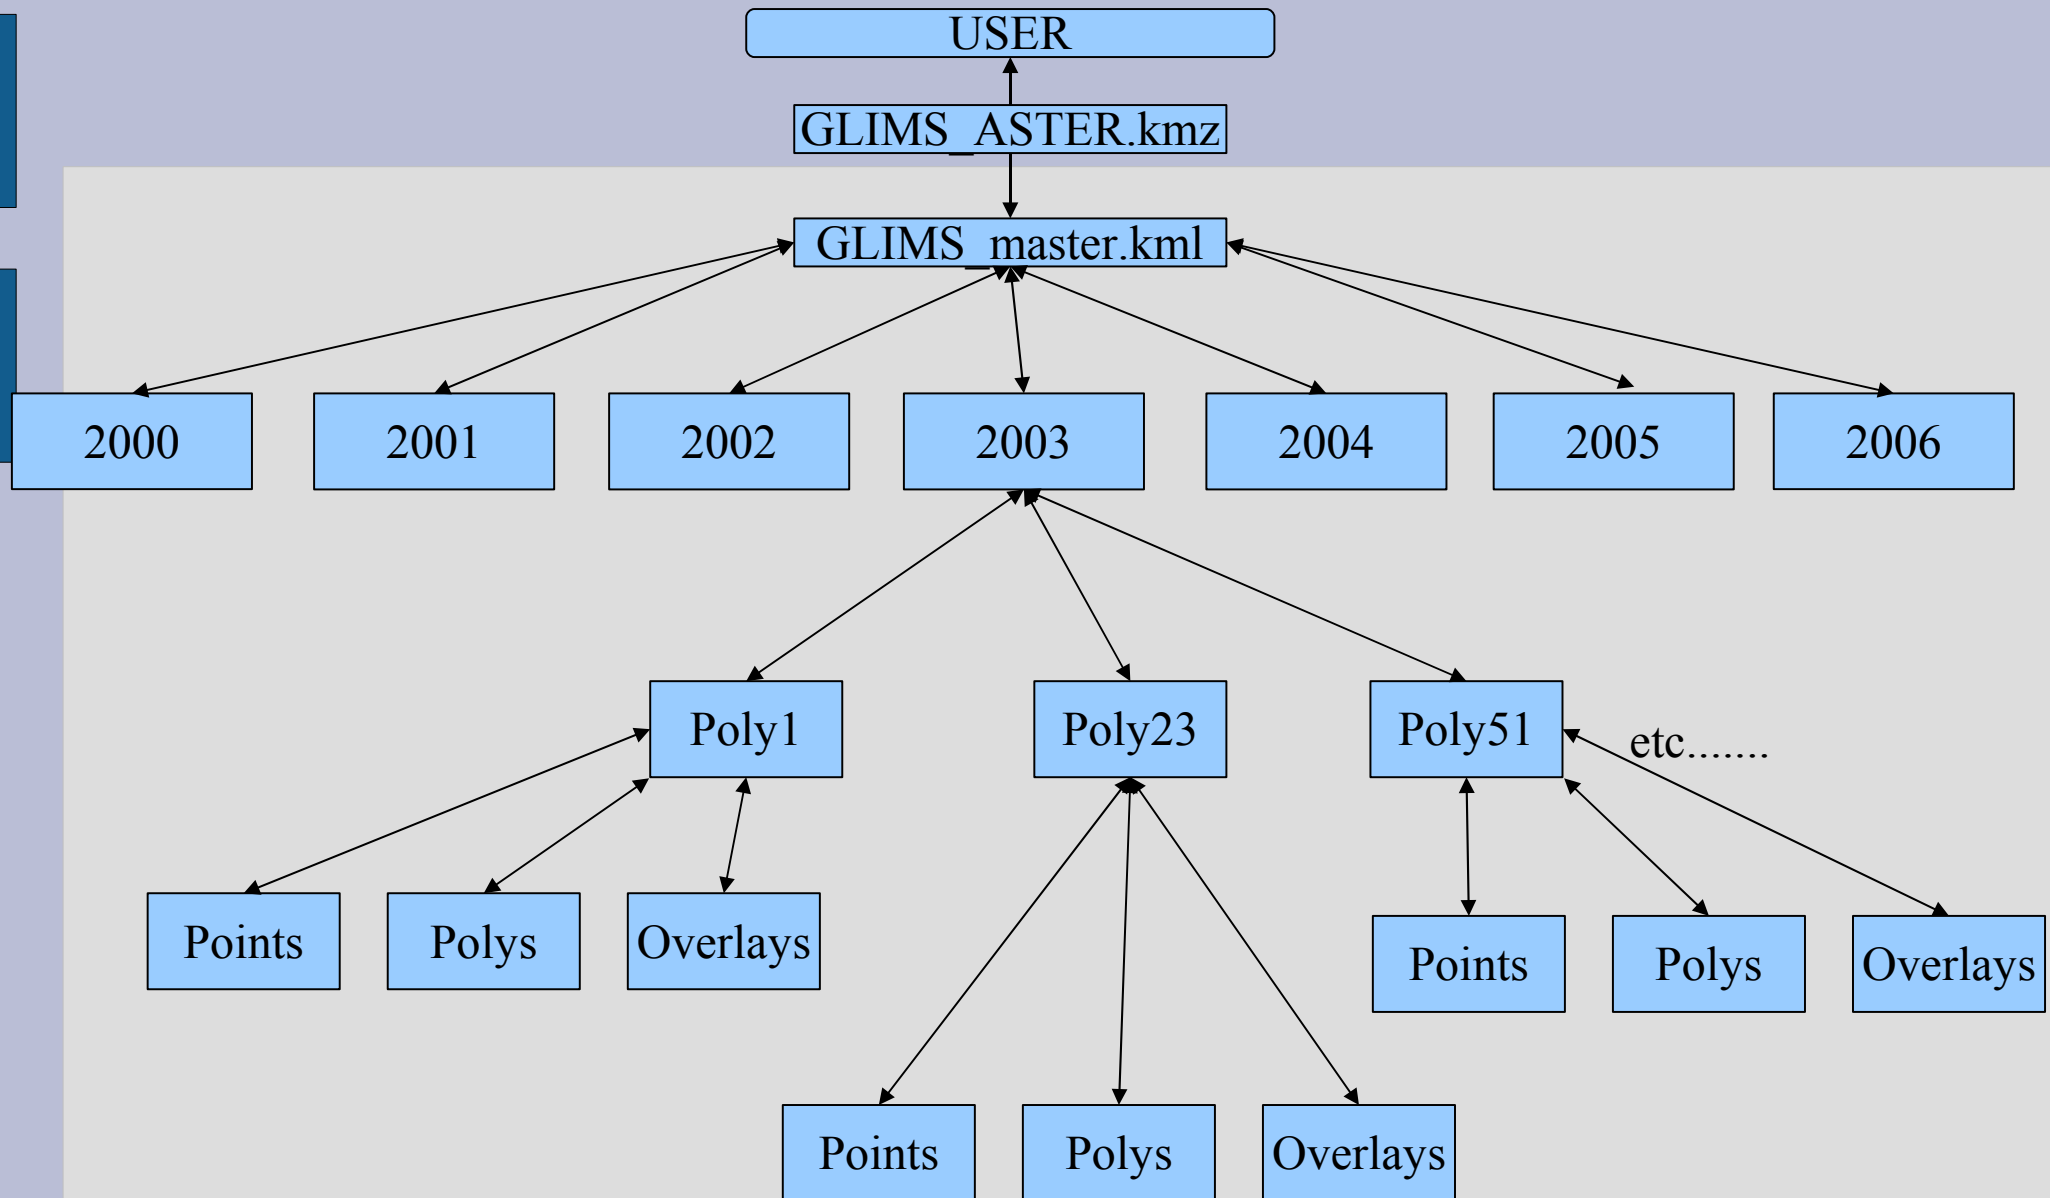 USER
GLIMS_ASTER.kmz
GLIMS_master.kml
2000
2001
2002
2003
2004
2005
2006
Poly1
Poly23
Poly51
etc.......
Points
Polys
Overlays
Points
Polys
Overlays
Points
Polys
Overlays